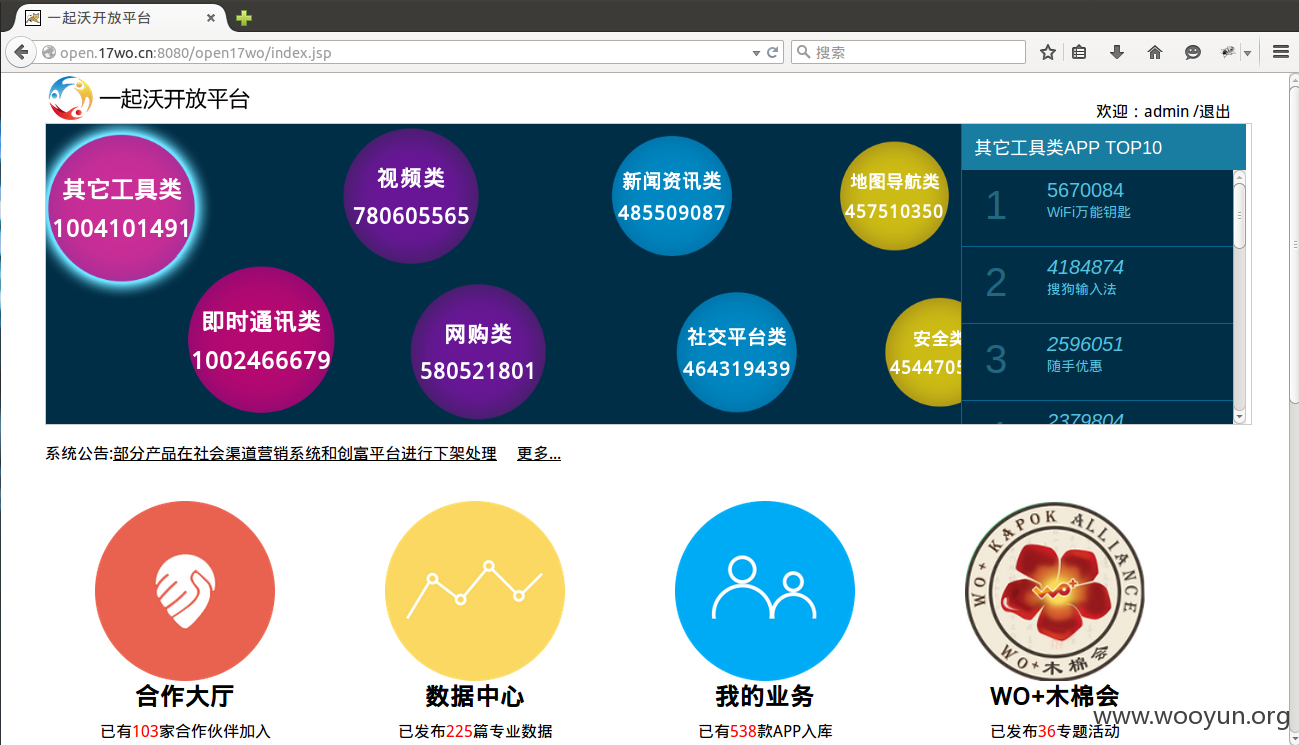 一起沃开放平台
open.17wo.cn:8080/open17wo/index.jsp
搜索
一起沃开放平台
欢迎：admin /退出
其它工具类
1004101491
视频类
780605565
新闻资讯类
485509087
地图导航类
457510350
即时通讯类
1002466679
网购类
580521801
社交平台类
464319439
安全类
4544705
其它工具类APP TOP10
1
5670084
WiFi万能钥匙
2
4184874
搜狗输入法
3
2596051
随手优惠
2379804
系统公告:部分产品在社会渠道营销系统和创富平台进行下架处理 更多...
WO+ KAPOK ALLIANCE
wo+
WO+木棉会
合作大厅
已有103家合作伙伴加入
数据中心
已发布225篇专业数据
我的业务
已有538款APP入库
WO+木棉会
已发布36专题活动
www.wooyun.org